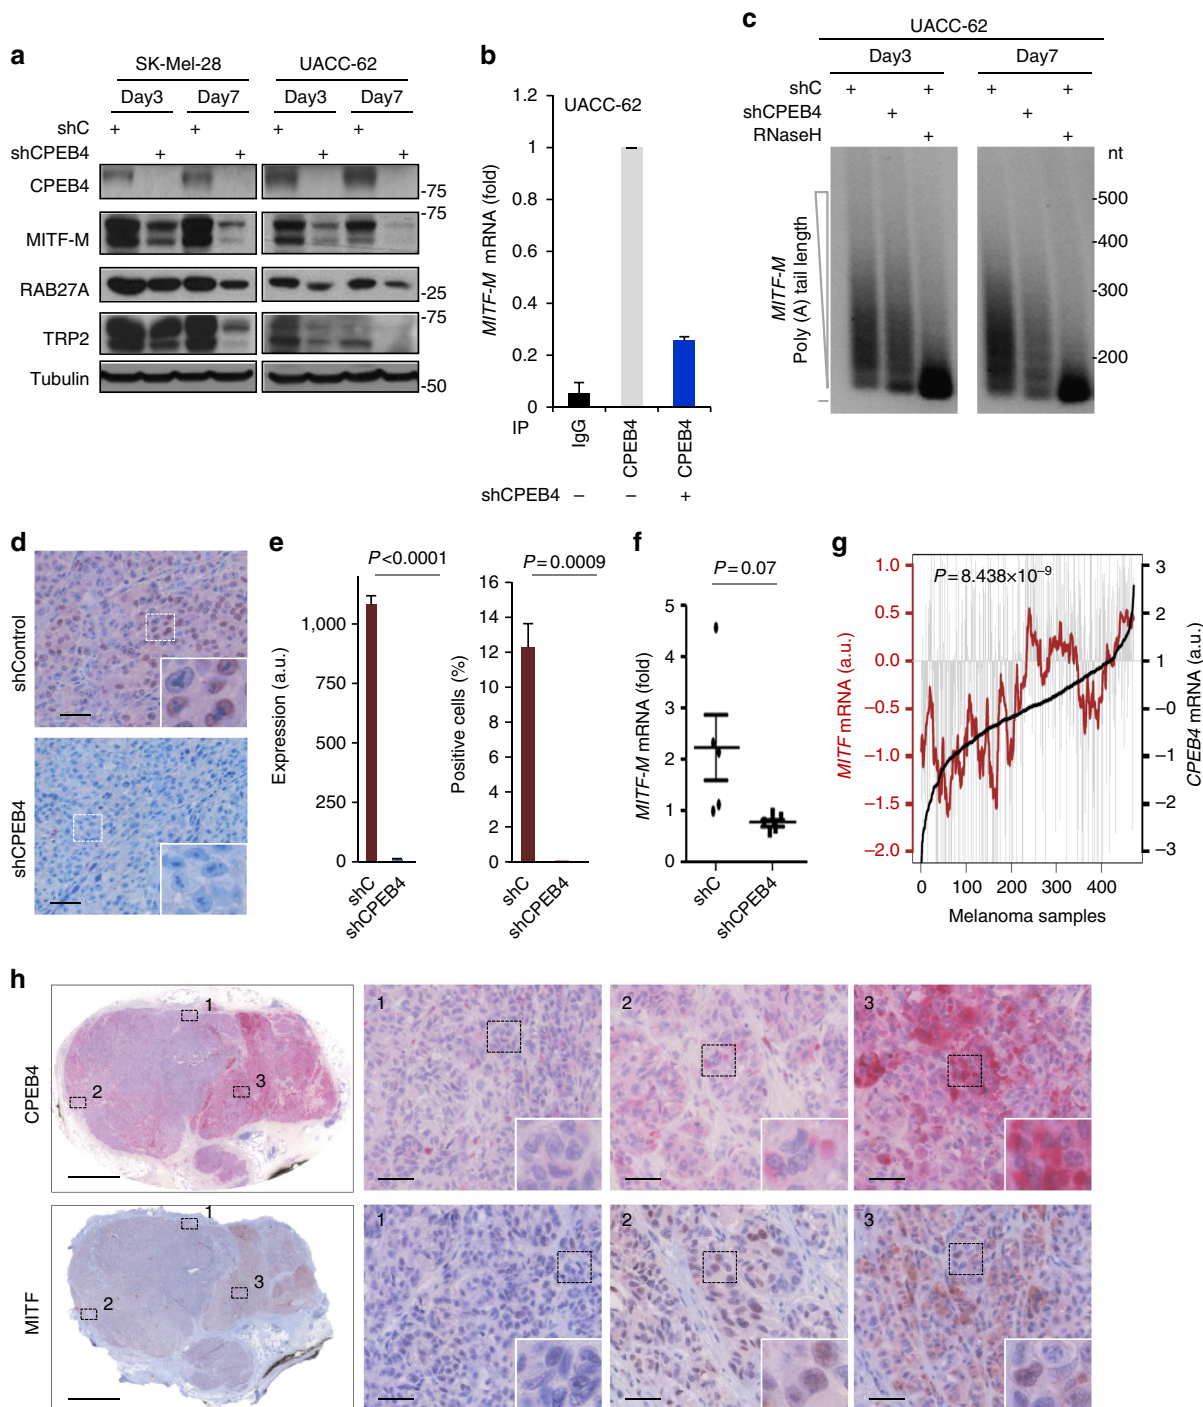 a
SK-Mel-28 UACC-62
Day3 Day7 Day3 Day7
shC + + + +
shCPEB4 + + + +
CPEB4 -75
MITF-M -75
RAB27A -25
TRP2 -75
Tubulin -50
b
UACC-62
MITF-M mRNA (fold)
1.2
1
0.8
0.6
0.4
0.2
0
IP IgG CPEB4 CPEB4
shCPEB4 – – +
c
UACC-62
Day3 Day7
shC + + + +
shCPEB4 + +
RNaseH + +
nt
MITF-M
Poly (A) tail length
-500
-400
-300
-200
d
shControl
shCPEB4
e
P<0.0001
Expression (a.u.)
1,000
750
500
250
0
shC
shCPEB4
P=0.0009
Positive cells (%)
16
14
12
10
8
6
4
2
0
shC
shCPEB4
f
P=0.07
MITF-M mRNA (fold)
5
4
3
2
1
0
shC
shCPEB4
g
P=8.438×10–9
MITF mRNA (a.u.)
1.0
0.5
0.0
–0.5
–1.0
–1.5
–2.0
CPEB4 mRNA (a.u.)
3
2
1
–0
–1
–2
–3
0 100 200 300 400
Melanoma samples
h
CPEB4
1
2
3
1
2
3
MITF
1
2
3
1
2
3